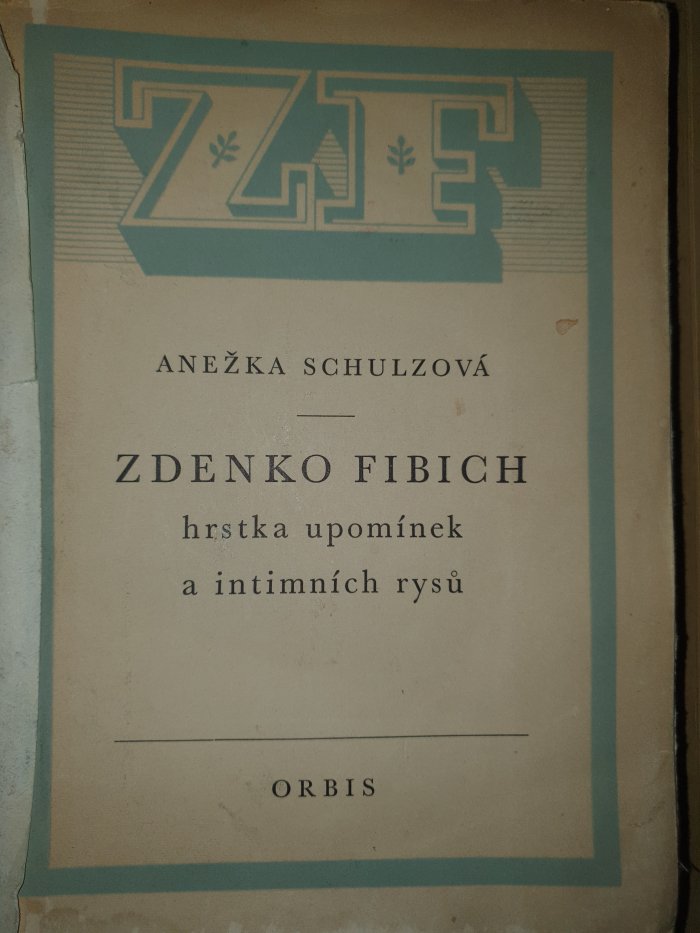 ZF
ANEŽKA SCHULZOVÁ
ZDENKO FIBICH
hrstka upomínek
a intimních rysů
ORBIS